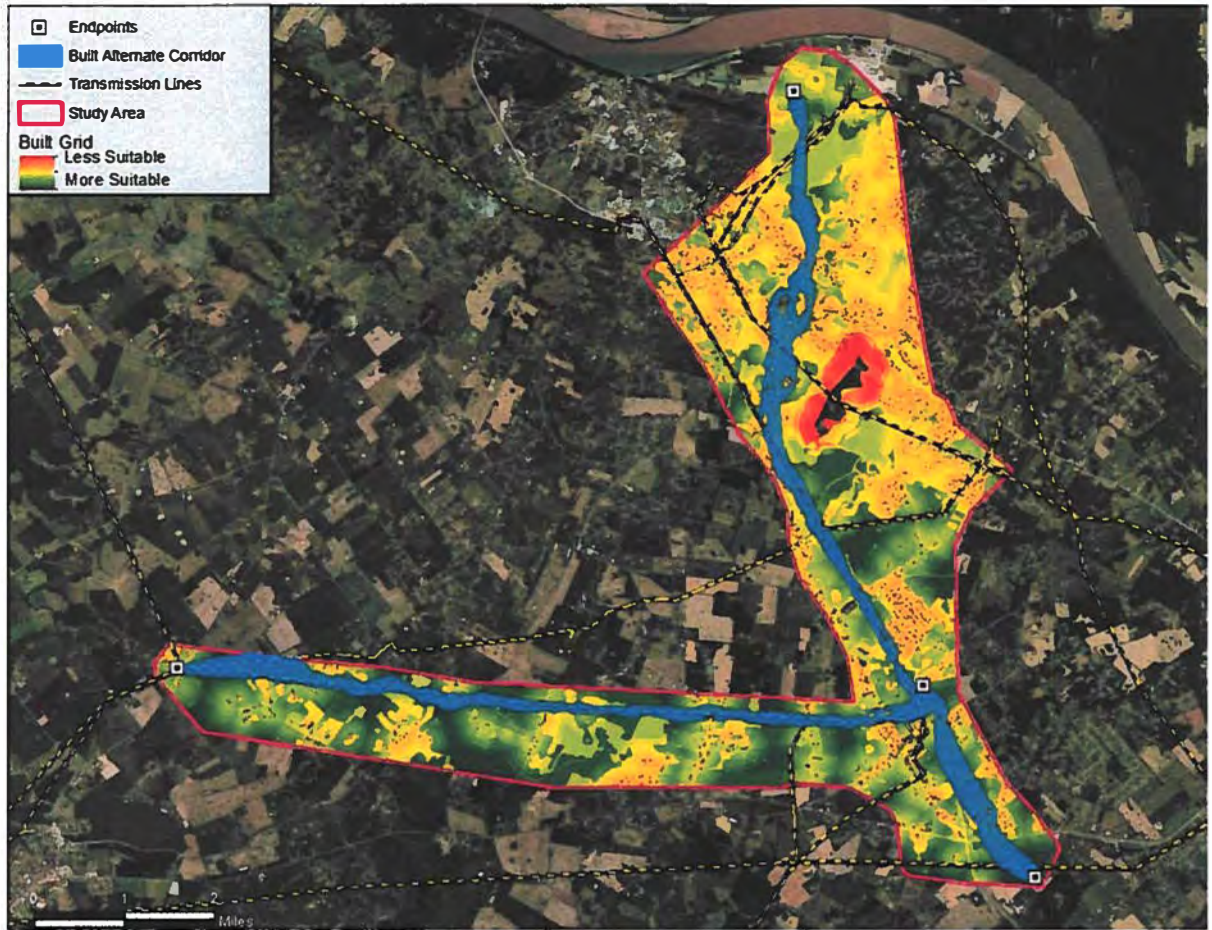 Endpoints
Built Alternate Corridor
Transmission Lines
Study Area
Built Grid
Less Suitable
More Suitable
0 1 2
Miles